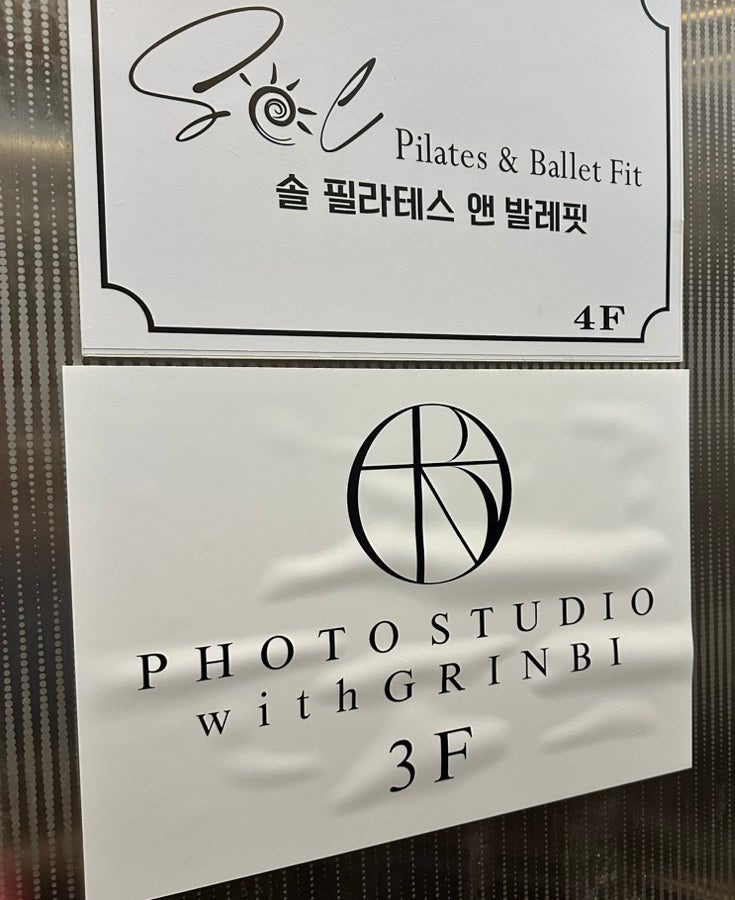 Sol Pilates & Ballet Fit
솔 필라테스 앤 발레핏
4F
PHOTO STUDIO
with GRINBI
3F